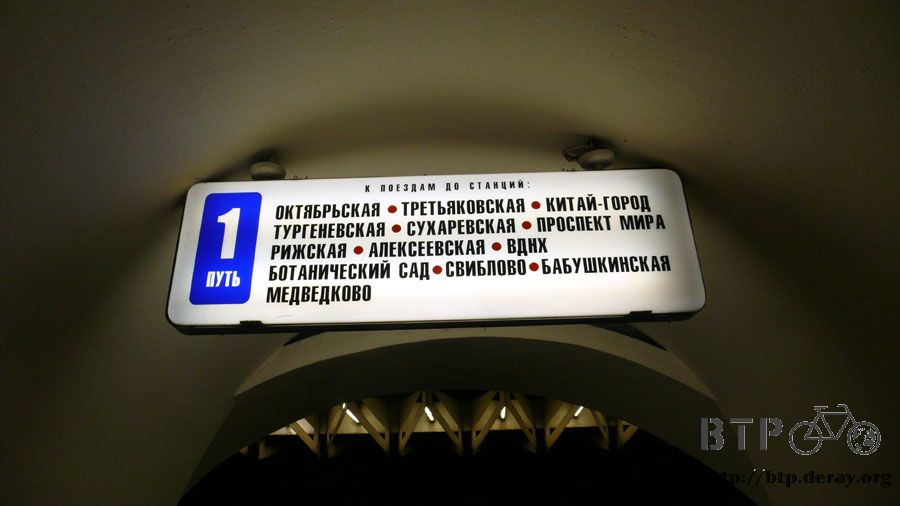 К ПОЕЗДАМ ДО СТАНЦИЙ:
1
ПУТЬ
ОКТЯБРЬСКАЯ • ТРЕТЬЯКОВСКАЯ • КИТАЙ-ГОРОД
ТУРГЕНЕВСКАЯ • СУХАРЕВСКАЯ • ПРОСПЕКТ МИРА
РИЖСКАЯ • АЛЕКСЕЕВСКАЯ • ВДНХ
БОТАНИЧЕСКИЙ САД • СВИБЛОВО • БАБУШКИНСКАЯ
МЕДВЕДКОВО
BTP
http://btp.deray.org